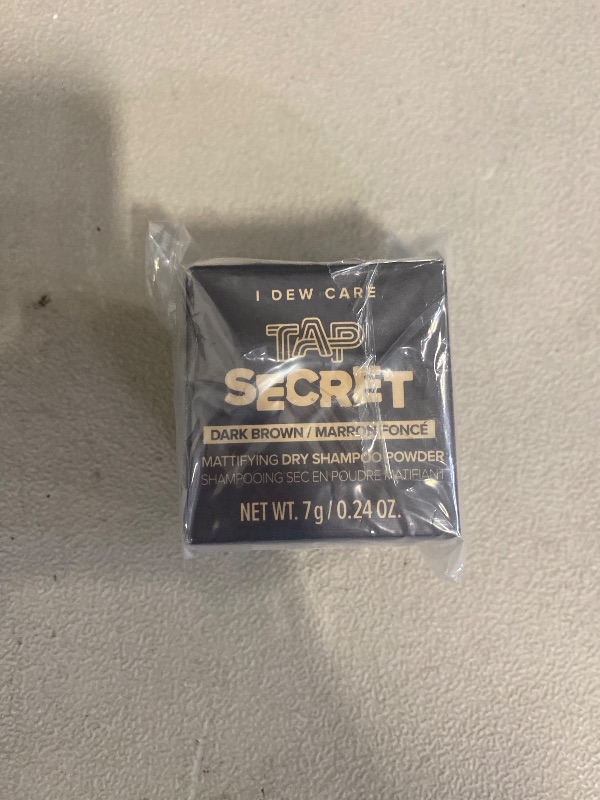 I DEW CARE
TAP
SECRET
DARK BROWN / MARRON FONCÉ
MATTIFYING DRY SHAMPOO POWDER
SHAMPOOING SEC EN POUDRE MATIFIANT
NET WT. 7 g / 0.24 OZ.